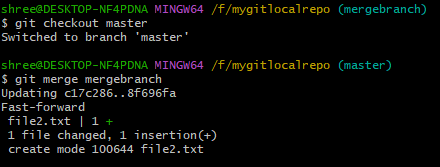 shree@DESKTOP-NF4PDNA MINGW64 /f/mygitlocalrepo (mergebranch)
$ git checkout master
Switched to branch 'master'
shree@DESKTOP-NF4PDNA MINGW64 /f/mygitlocalrepo (master)
$ git merge mergebranch
Updating c17c286..8f696fa
Fast-forward
 file2.txt | 1 +
 1 file changed, 1 insertion(+)
 create mode 100644 file2.txt